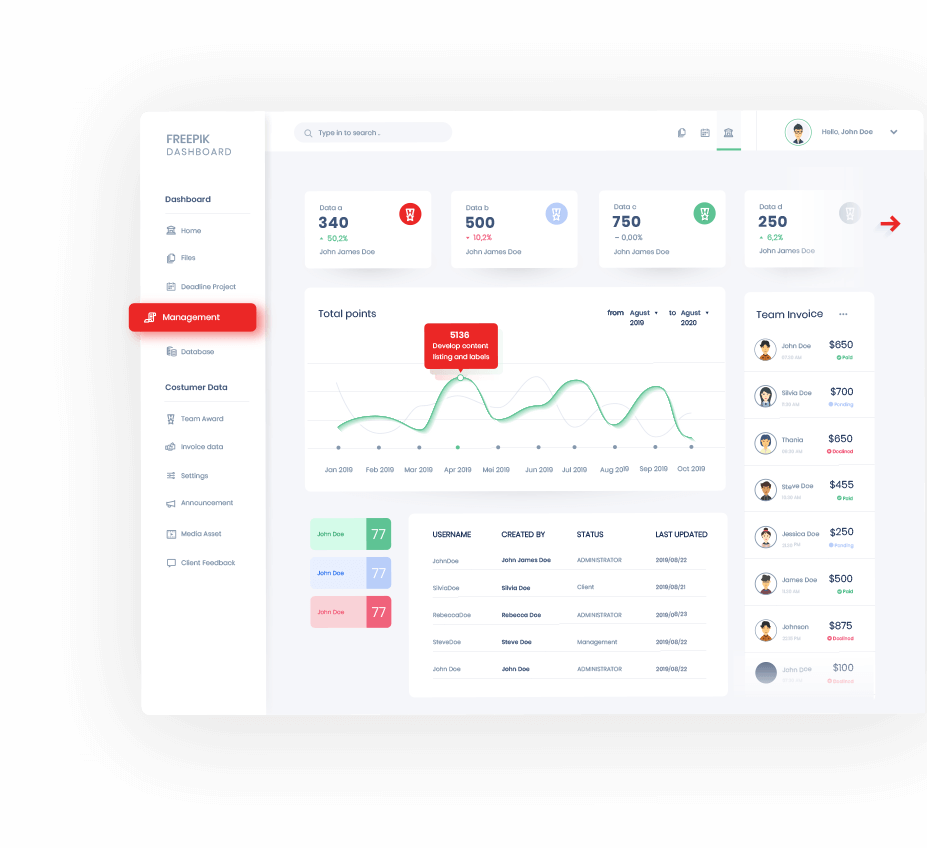 FREEPIK
DASHBOARD
Type in to search ..
Hello, John Doe
Dashboard
Home
Files
Deadline Project
Management
Database
Costumer Data
Team Award
Invoice data
Settings
Announcement
Media Asset
Client Feedback
Data a
340
50,2%
John James Doe
Data b
500
10,2%
John James Doe
Data c
750
– 0,00%
John James Doe
Data d
250
6,2%
John James Doe
Total points
from Agust 2019 to Agust 2020
5136
Develop content
listing and labels
Jan 2019 Feb 2019 Mar 2019 Apr 2019 Mei 2019 Jun 2019 Jul 2019 Aug 2019 Sep 2019 Oct 2019
Team Invoice
John Doe $650
Paid
Silvia Doe $700
Pending
Thania $650
Declined
Steve Doe $455
Paid
Jessica Doe $250
Pending
James Doe $500
Paid
Johnson $875
Declined
John Doe $100
Declined
John Doe 77
John Doe 77
John Doe 77
USERNAME CREATED BY STATUS LAST UPDATED
JohnDoe John James Doe ADMINISTRATOR 2019/08/22
SilviaDoe Silvia Doe Client 2019/08/21
RebeccaDoe Rebecca Doe ADMINISTRATOR 2019/08/23
SteveDoe Steve Doe Management 2019/08/22
John Doe John Doe ADMINISTRATOR 2019/08/22